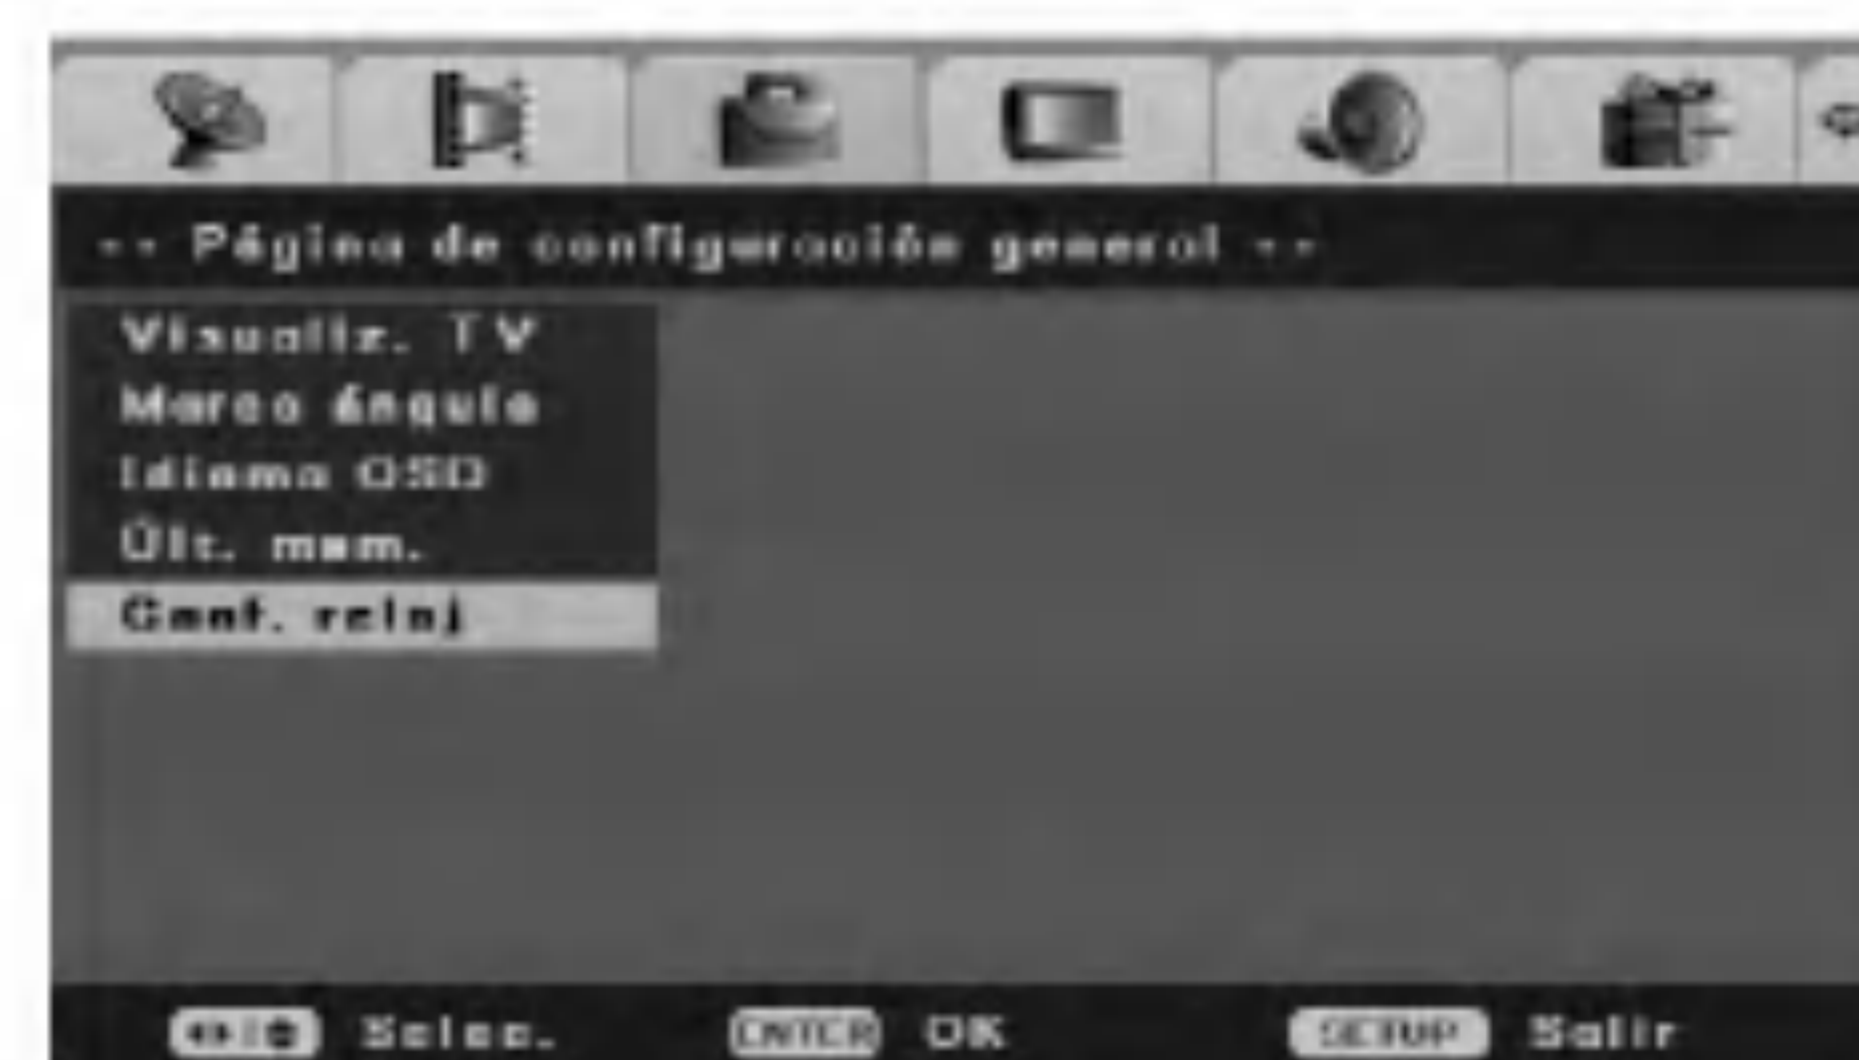 -- Página de configuración general --
Visualiz. TV
Marca ángulo
Idioma OSD
Últ. mem.
Conf. reloj
Selec. ENTER OK SETUP Salir